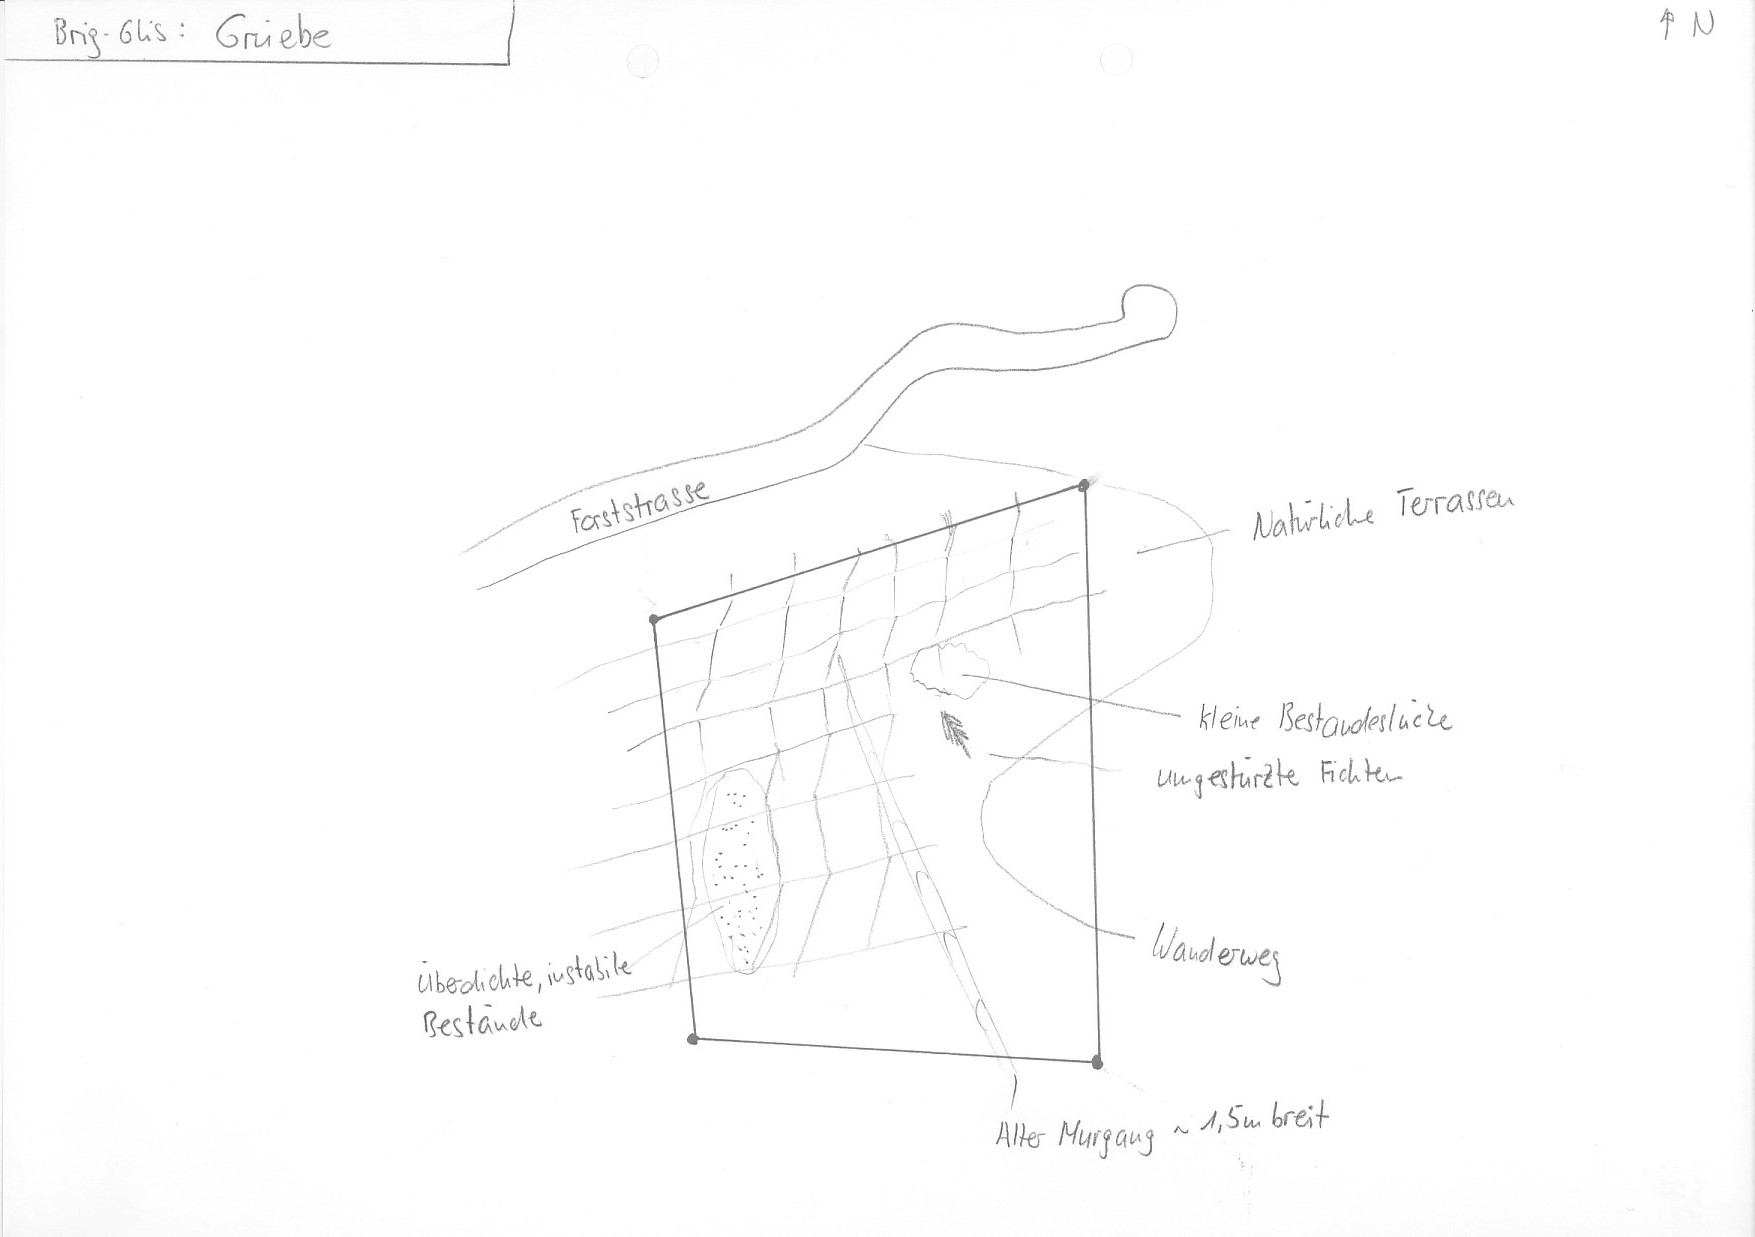 Brig-Glis: Griebe
↑ N
Forststrasse
Natürliche Terrassen
kleine Bestandeslücke
umgestürzte Fichten
Wanderweg
Überdichte, instabile
Bestände
Alter Murgang ~ 1,5m breit